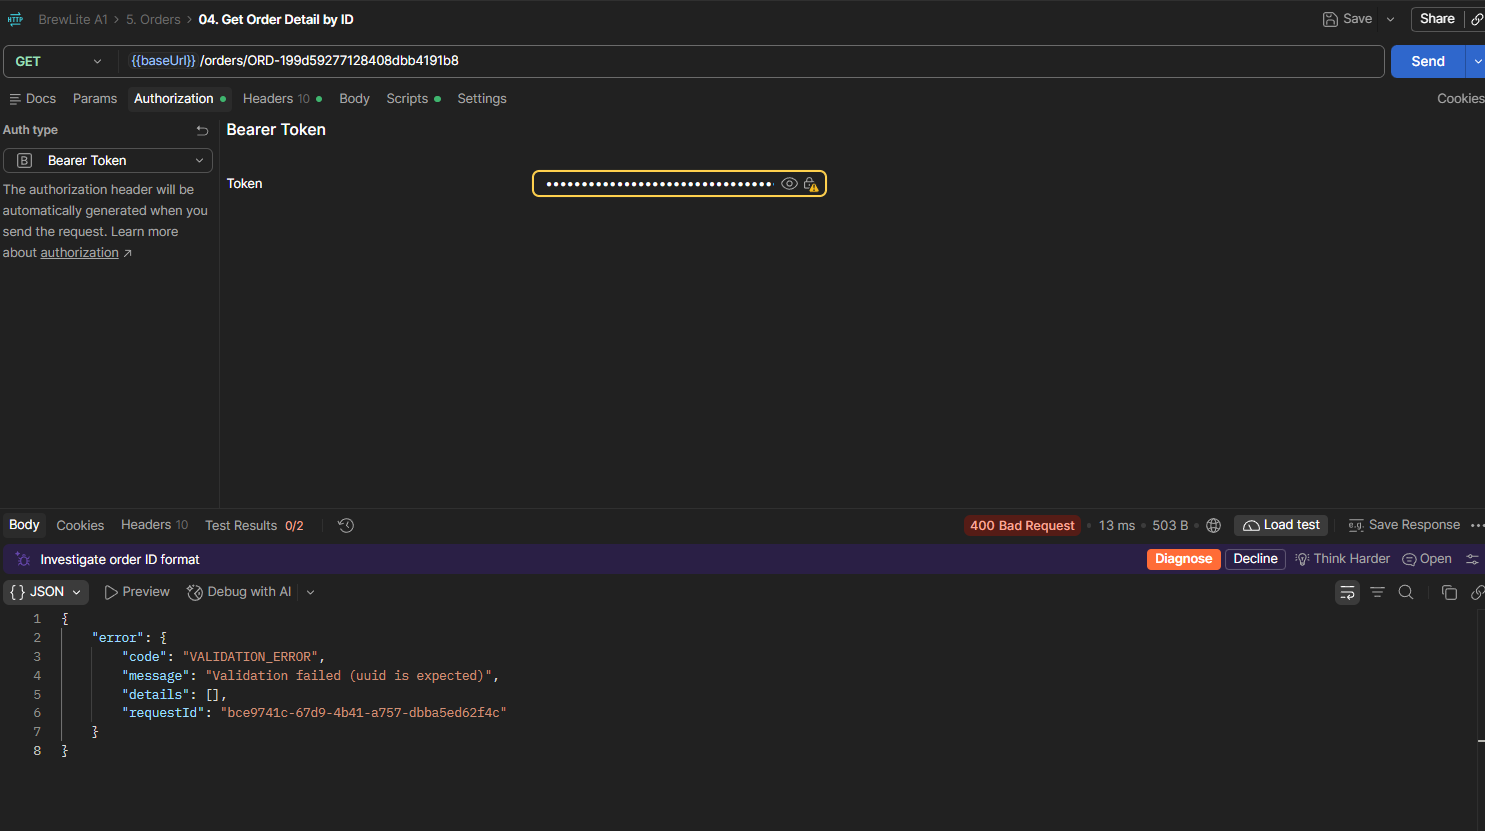 HTTP BrewLite A1 > 5. Orders > 04. Get Order Detail by ID Save Share
GET {{baseUrl}} /orders/ORD-199d59277128408dbb4191b8 Send
Docs Params Authorization Headers 10 Body Scripts Settings Cookies
Auth type
Bearer Token
B Bearer Token
Token ••••••••••••••••••••••••••••••••
The authorization header will be
automatically generated when you
send the request. Learn more
about authorization ↗
Body Cookies Headers 10 Test Results 0/2 400 Bad Request 13 ms 503 B Load test e.g. Save Response
Investigate order ID format Diagnose Decline Think Harder Open
{} JSON Preview Debug with AI
1 {
2 "error": {
3 "code": "VALIDATION_ERROR",
4 "message": "Validation failed (uuid is expected)",
5 "details": [],
6 "requestId": "bce9741c-67d9-4b41-a757-dbba5ed62f4c"
7 }
8 }